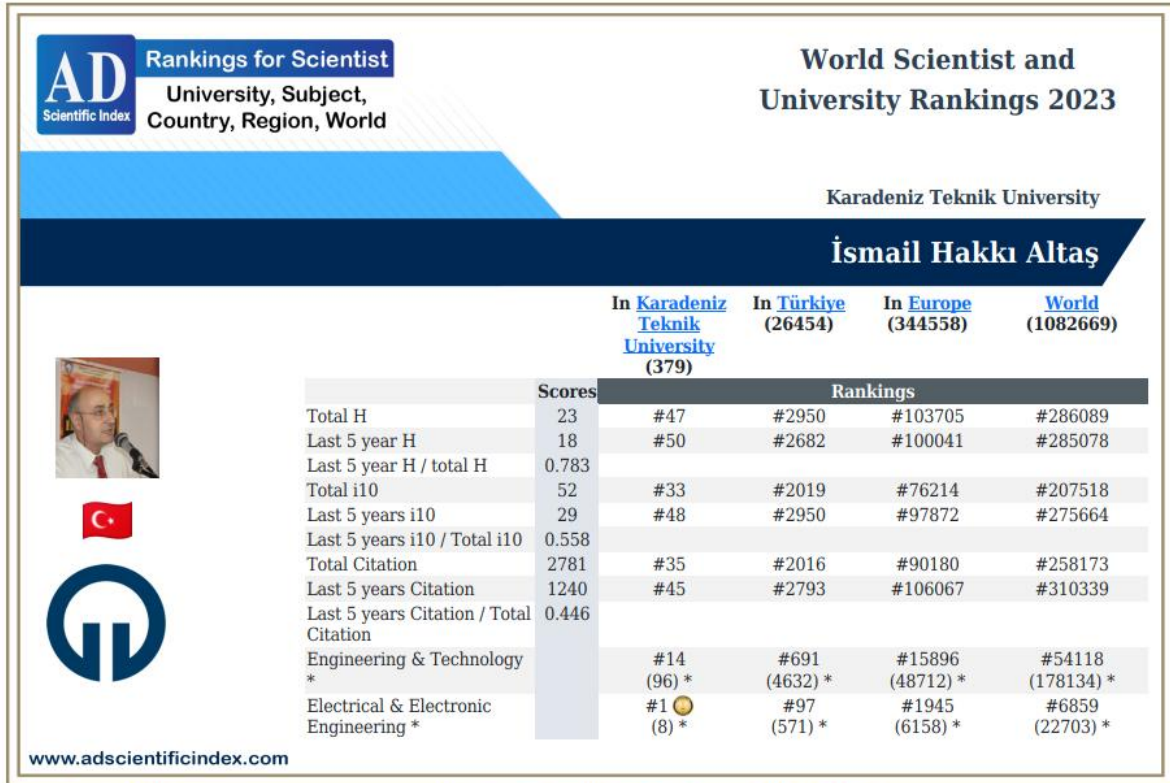 AD
Scientific Index
Rankings for Scientist
University, Subject,
Country, Region, World
World Scientist and
University Rankings 2023
Karadeniz Teknik University
İsmail Hakkı Altaş
In Karadeniz Teknik University (379) In Türkiye (26454) In Europe (344558) World (1082669)
Scores Rankings
Total H 23 #47 #2950 #103705 #286089
Last 5 year H 18 #50 #2682 #100041 #285078
Last 5 year H / total H 0.783
Total i10 52 #33 #2019 #76214 #207518
Last 5 years i10 29 #48 #2950 #97872 #275664
Last 5 years i10 / Total i10 0.558
Total Citation 2781 #35 #2016 #90180 #258173
Last 5 years Citation 1240 #45 #2793 #106067 #310339
Last 5 years Citation / Total 0.446
Citation
Engineering & Technology #14 #691 #15896 #54118
* (96) * (4632) * (48712) * (178134) *
Electrical & Electronic #1 #97 #1945 #6859
Engineering * (8) * (571) * (6158) * (22703) *
www.adscientificindex.com